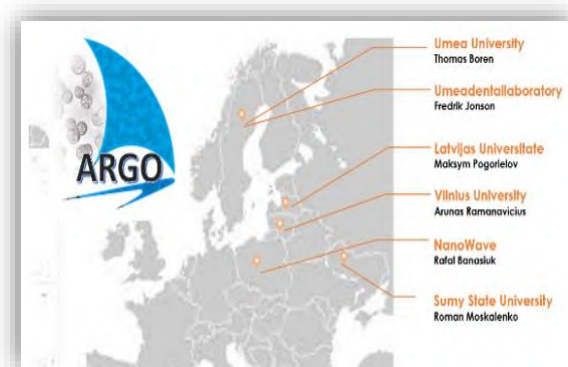 ARGO
Umea University
Thomas Boren
Umeadentallaboratory
Fredrik Jonson
Latvijas Universitate
Maksym Pogorielov
Vilnius University
Arunas Ramanavicius
NanoWave
Rafal Banasiuk
Sumy State University
Roman Moskalenko